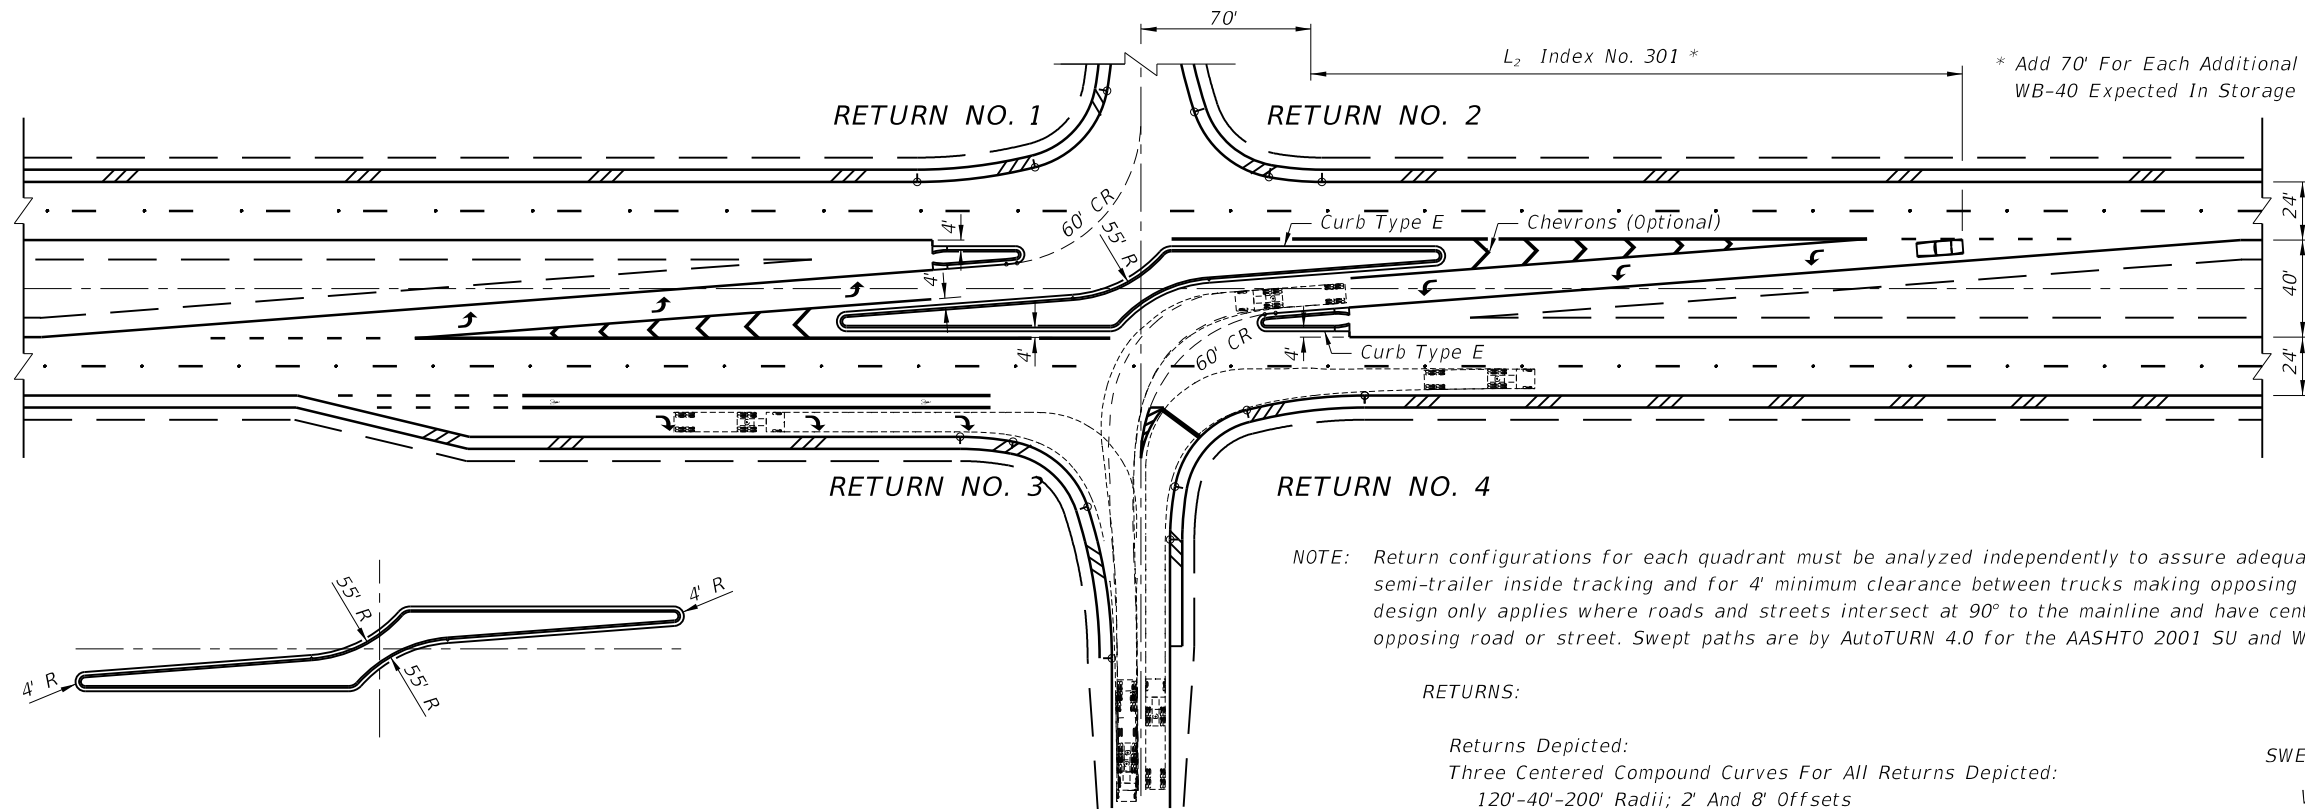 70'
L₂ Index No. 301 *
* Add 70' For Each Additional
WB-40 Expected In Storage
RETURN NO. 1
RETURN NO. 2
24'
40'
24'
60' CR
55' R
4'
4'
4'
Curb Type E
Chevrons (Optional)
60' CR
4'
Curb Type E
RETURN NO. 3
RETURN NO. 4
NOTE: Return configurations for each quadrant must be analyzed independently to assure adequa
semi-trailer inside tracking and for 4' minimum clearance between trucks making opposing
design only applies where roads and streets intersect at 90° to the mainline and have cent
opposing road or street. Swept paths are by AutoTURN 4.0 for the AASHTO 2001 SU and W
55' R
4' R
4' R
55' R
RETURNS:
Returns Depicted:
SWE
Three Centered Compound Curves For All Returns Depicted:
120'-40'-200' Radii; 2' And 8' Offsets